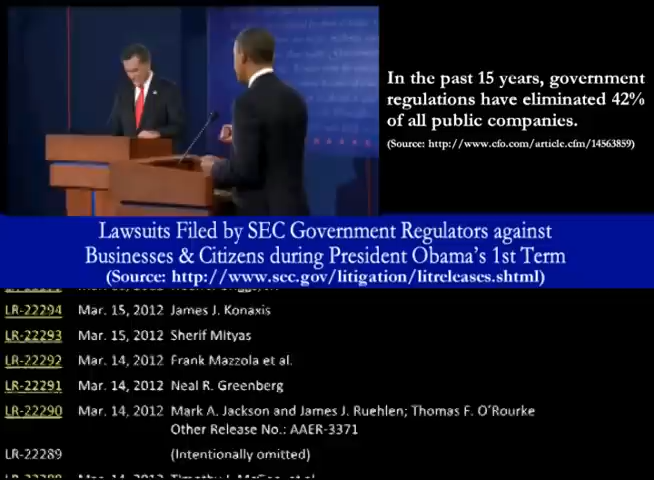 In the past 15 years, government
regulations have eliminated 42%
of all public companies.
(Source: http://www.cfo.com/article.cfm/14563859)
Lawsuits Filed by SEC Government Regulators against
Businesses & Citizens during President Obama's 1st Term
(Source: http://www.sec.gov/litigation/litreleases.shtml)
LR-22294 Mar. 15, 2012 James J. Konaxis
LR-22293 Mar. 15, 2012 Sherif Mityas
LR-22292 Mar. 14, 2012 Frank Mazzola et al.
LR-22291 Mar. 14, 2012 Neal R. Greenberg
LR-22290 Mar. 14, 2012 Mark A. Jackson and James J. Ruehlen; Thomas F. O'Rourke
Other Release No.: AAER-3371
LR-22289 (Intentionally omitted)